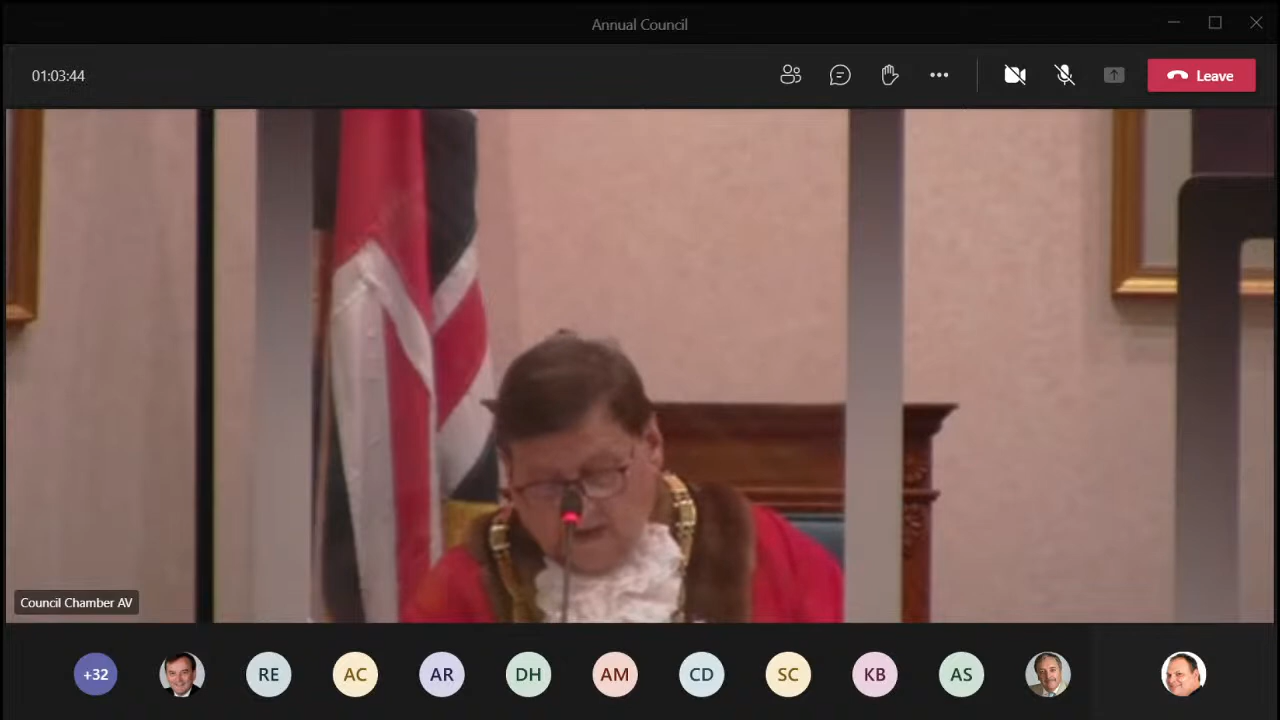 Annual Council
01:03:44
Leave
Council Chamber AV
+32
RE
AC
AR
DH
AM
CD
SC
KB
AS